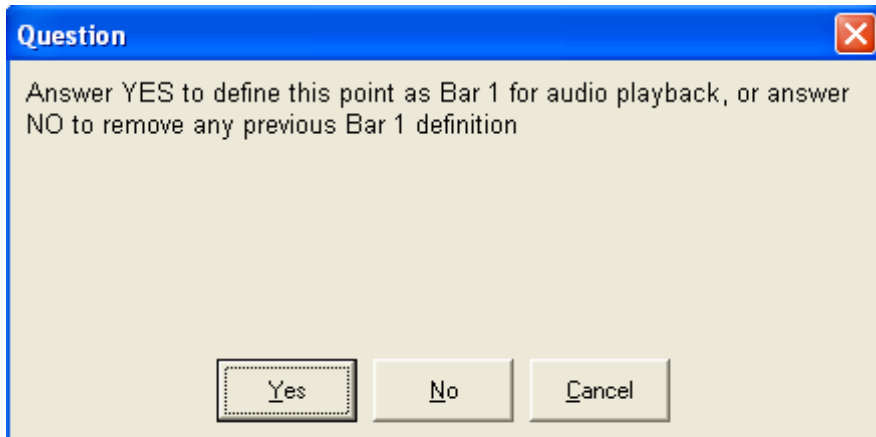 Question
Answer YES to define this point as Bar 1 for audio playback, or answer
NO to remove any previous Bar 1 definition
Yes
No
Cancel